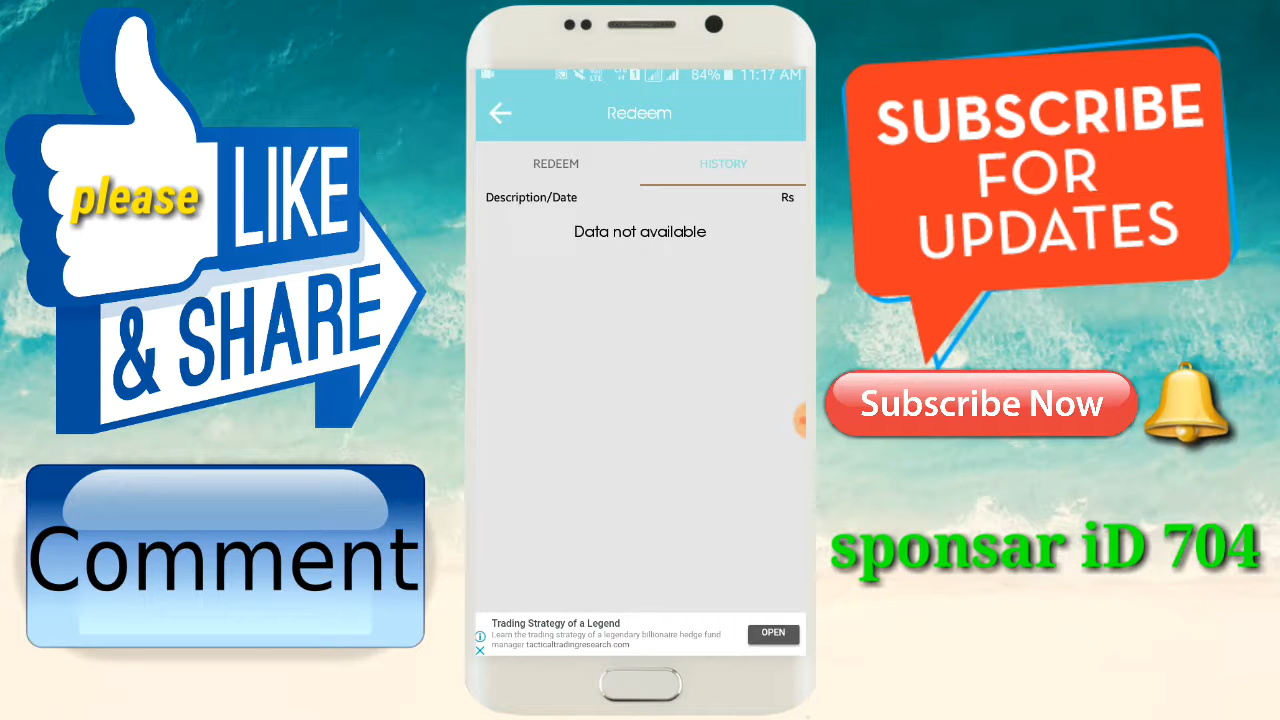 please
LIKE
& SHARE
Comment
84% 11:17 AM
Redeem
REDEEM HISTORY
Description/Date Rs
Data not available
Trading Strategy of a Legend
Learn the trading strategy of a legendary billionaire hedge fund
manager tacticaltradingresearch.com
OPEN
SUBSCRIBE
FOR
UPDATES
Subscribe Now
sponsar iD 704